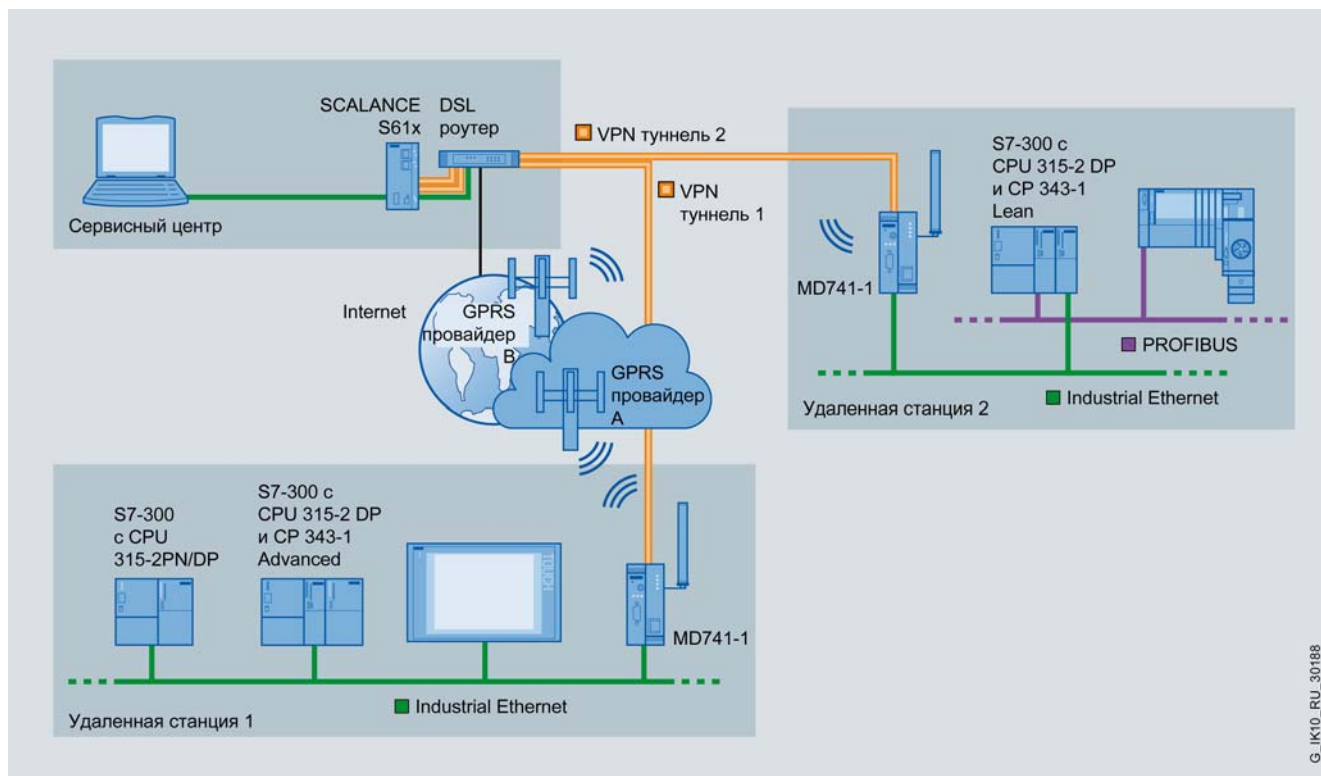 SCALANCE
S61x
DSL
роутер
Сервисный центр
VPN туннель 2
VPN
туннель 1
S7-300 с
CPU 315-2 DP
и CP 343-1
Lean
MD741-1
PROFIBUS
Industrial Ethernet
Удаленная станция 2
Internet
GPRS
провайдер
B
GPRS
провайдер
A
S7-300
с CPU
315-2PN/DP
S7-300 с
CPU 315-2 DP
и CP 343-1
Advanced
MD741-1
Industrial Ethernet
Удаленная станция 1
G_IK10_RU_30188